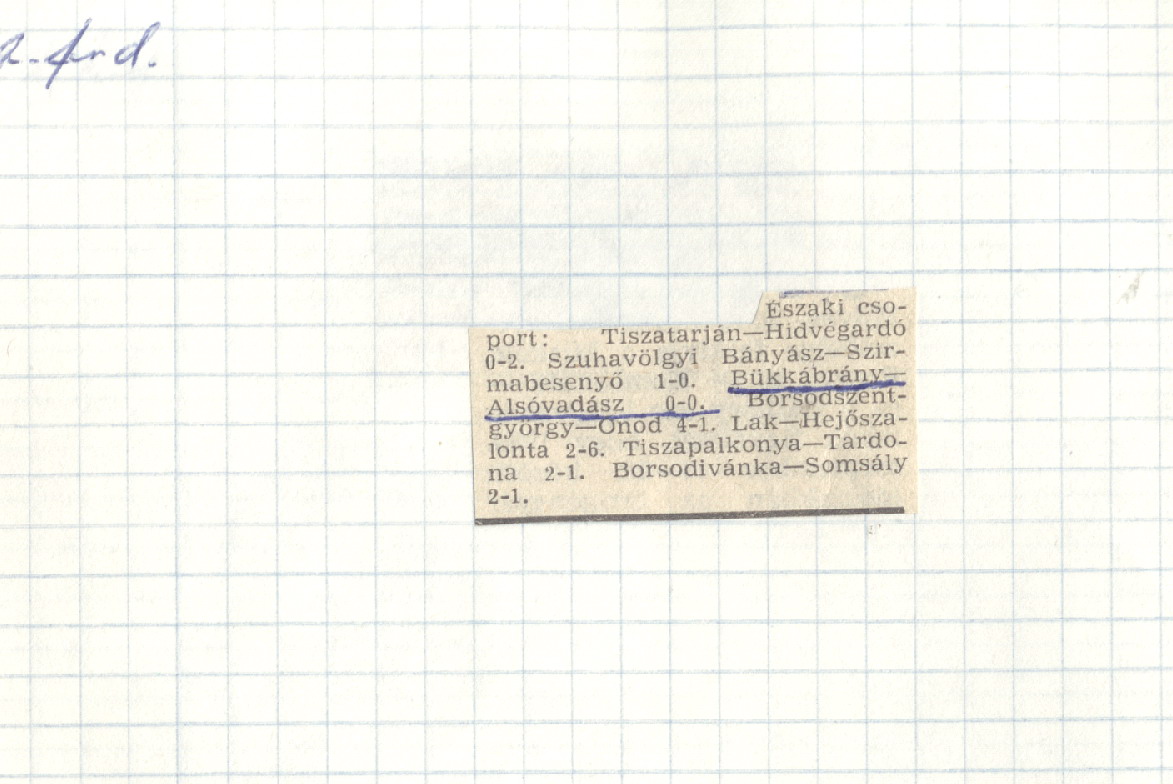 2. ford.
Északi cso-
port: Tiszatarján—Hidvégardó
0-2. Szuhavölgyi Bányász—Szir-
mabesenyő 1-0. Bükkábrány—
Alsóvadász 0-0. Borsodszent-
györgy—Ónod 4-1. Lak—Hejősza-
lonta 2-6. Tiszapalkonya—Tardo-
na 2-1. Borsodivánka—Somsály
2-1.